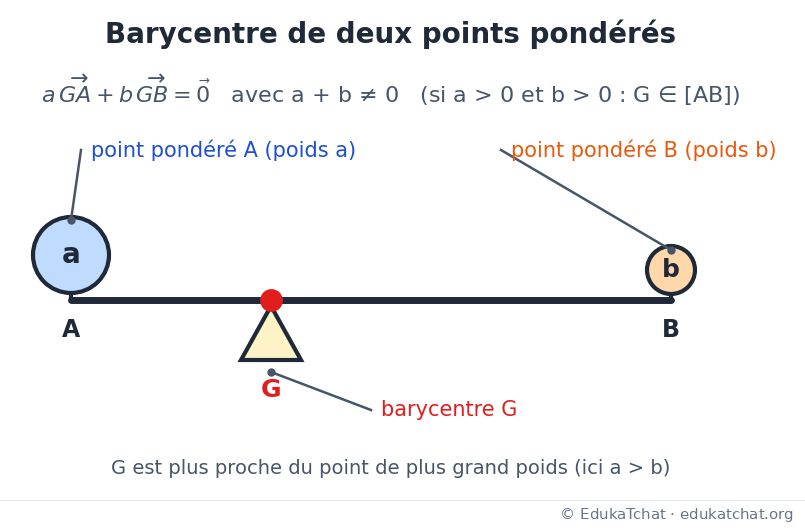 Barycentre de deux points pondérés
a GA⃗ + b GB⃗ = 0⃗ avec a + b ≠ 0 (si a > 0 et b > 0 : G ∈ [AB])
point pondéré A (poids a)
point pondéré B (poids b)
a
b
A
B
G
barycentre G
G est plus proche du point de plus grand poids (ici a > b)
© EdukaTchat · edukatchat.org